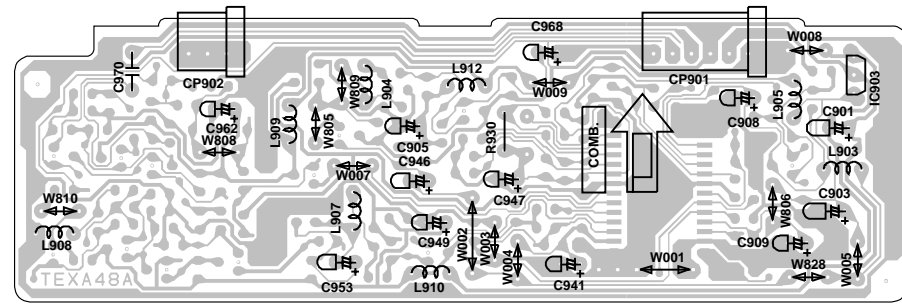 C968
W008
C970
CP902
W809
L904
L912
W009
CP901
L905
IC903
C962
W808
L909
W805
C905
R930
COMB.
C908
C901
C946
L903
W007
C947
W810
L907
W806
C903
L908
C949
W002
W003
W004
C909
W001
W005
TEXA48A
C953
L910
C941
W828